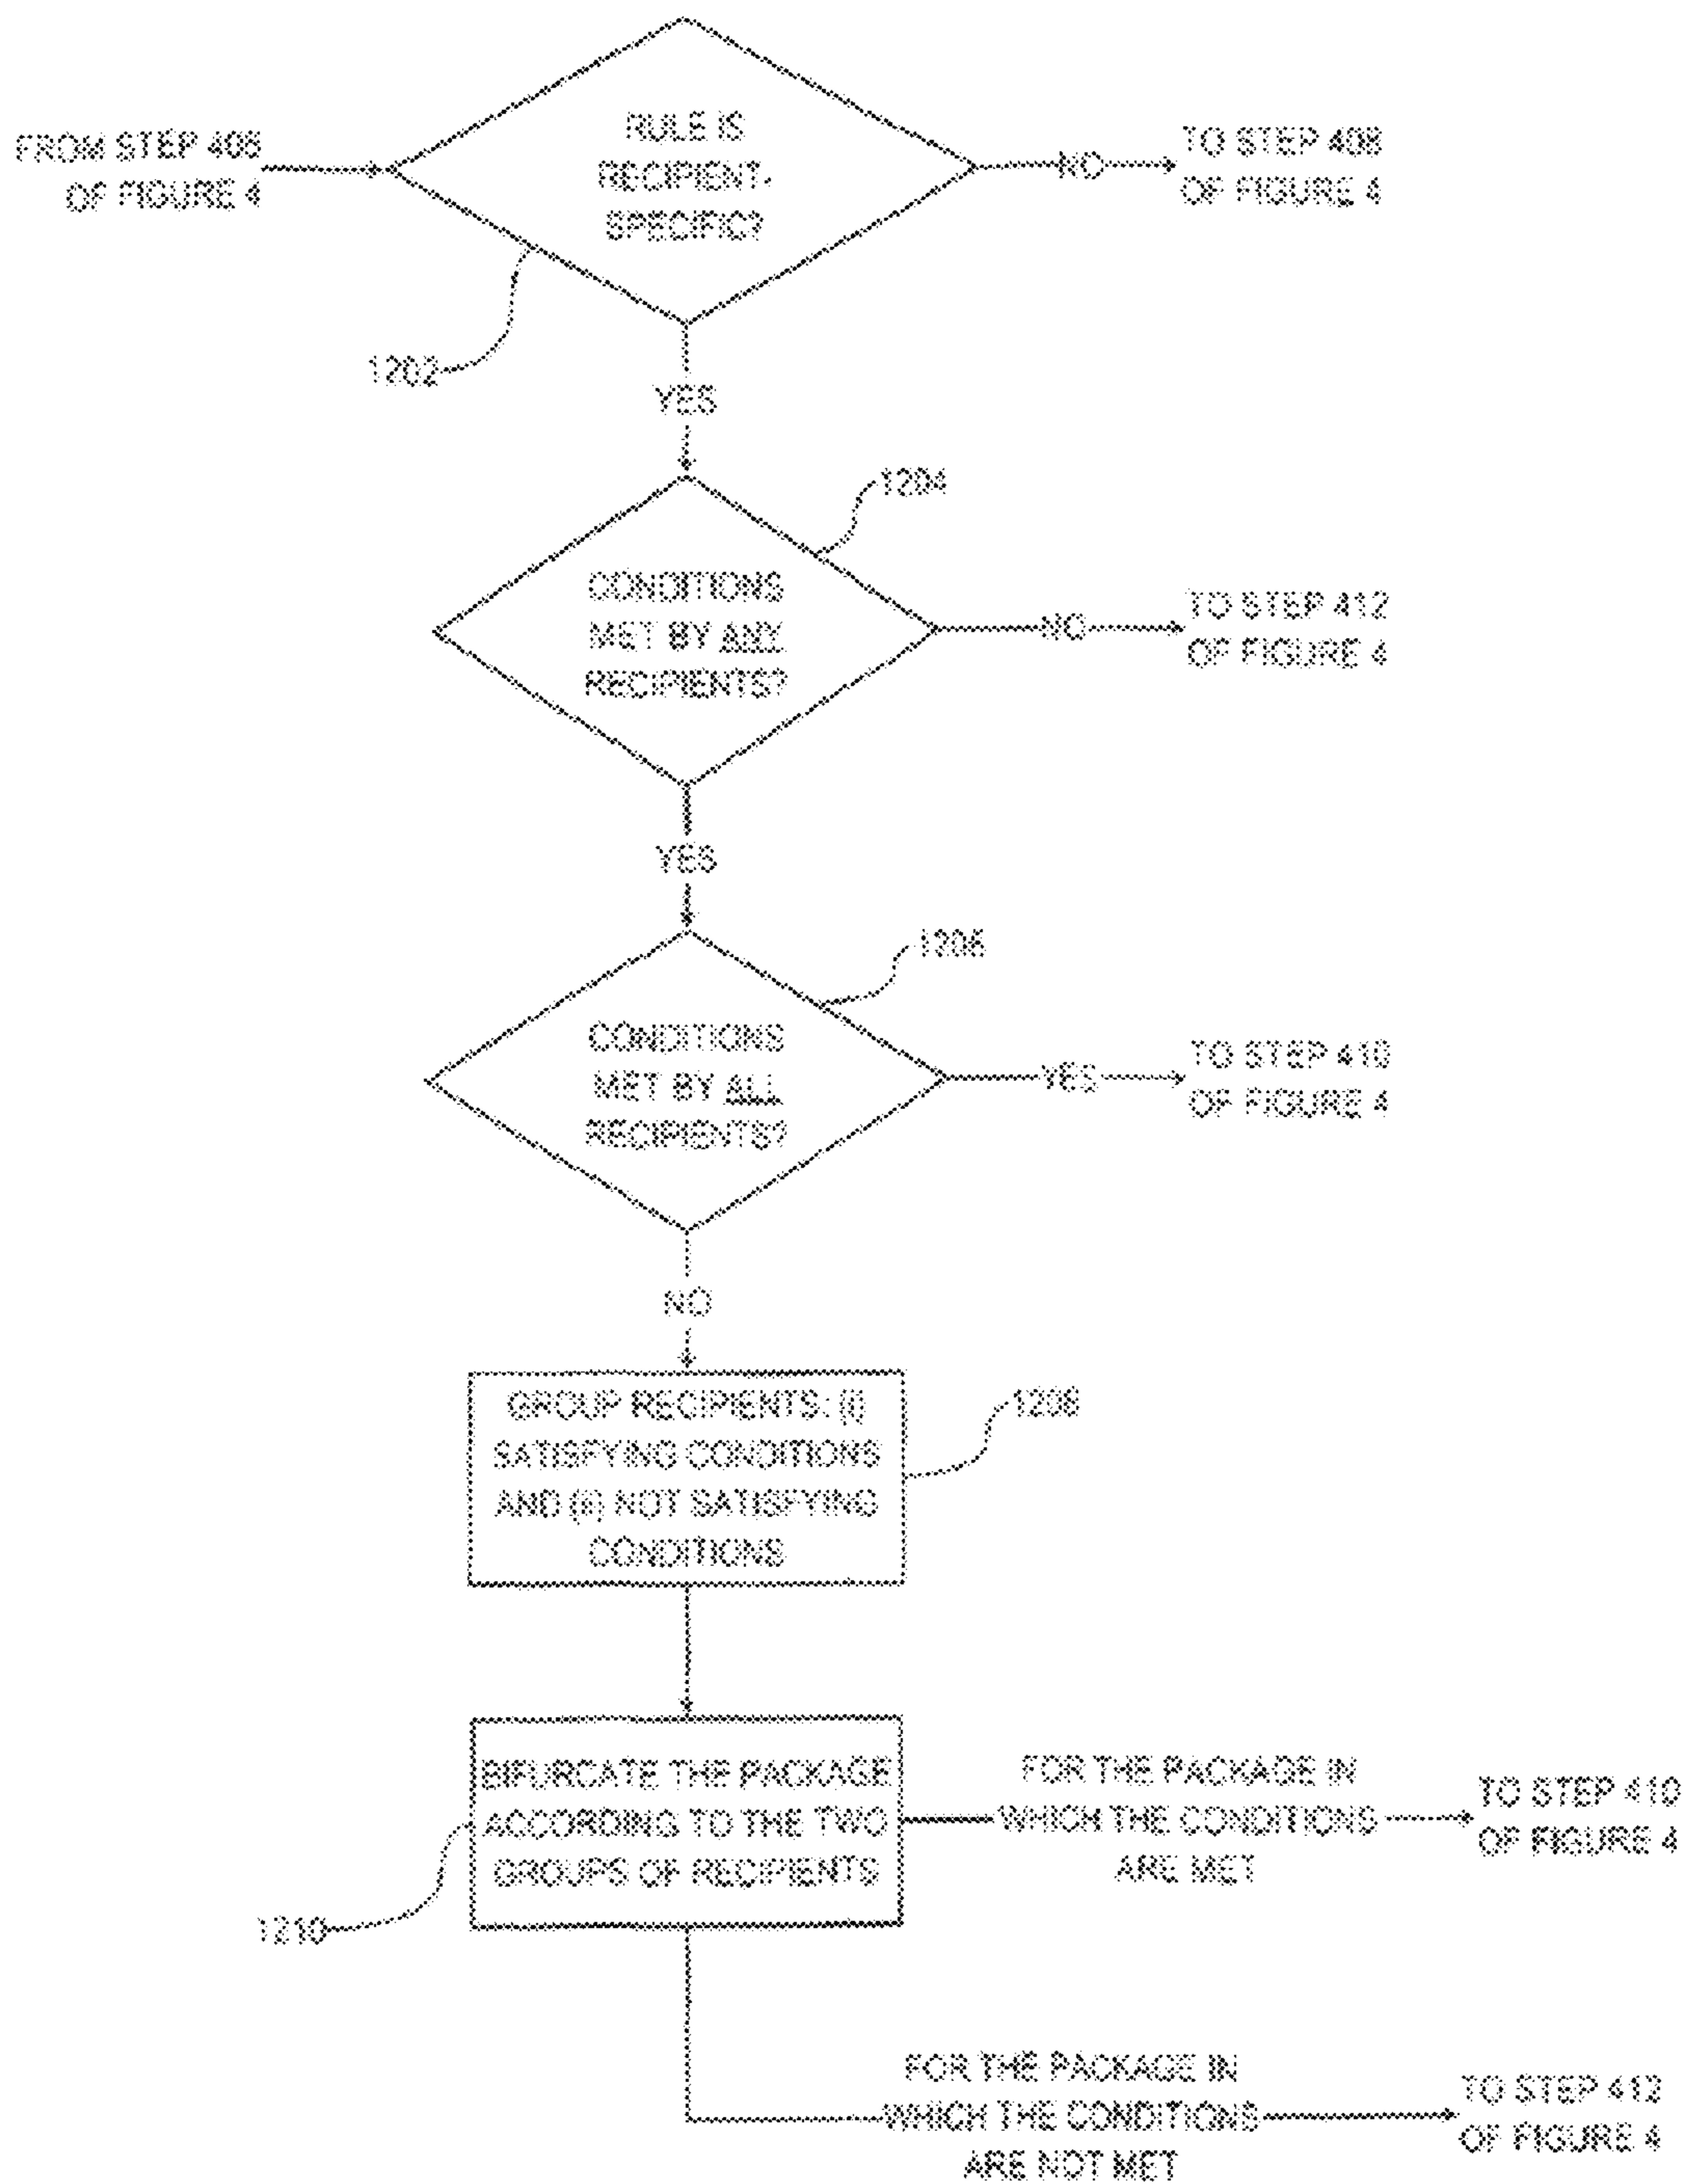 RULE IS
RECIPIENT-
SPECIFIC?
FROM STEP 406
OF FIGURE 4
NO
TO STEP 408
OF FIGURE 4
1202
YES
1204
CONDITIONS
MET BY ANY
RECIPIENTS?
NO
TO STEP 412
OF FIGURE 4
YES
1206
CONDITIONS
MET BY ALL
RECIPIENTS?
YES
TO STEP 410
OF FIGURE 4
NO
GROUP RECIPIENTS: (i)
SATISFYING CONDITIONS
AND (ii) NOT SATISFYING
CONDITIONS
1208
BIFURCATE THE PACKAGE
ACCORDING TO THE TWO
GROUPS OF RECIPIENTS
1210
FOR THE PACKAGE IN
WHICH THE CONDITIONS
ARE MET
TO STEP 410
OF FIGURE 4
FOR THE PACKAGE IN
WHICH THE CONDITIONS
ARE NOT MET
TO STEP 412
OF FIGURE 4